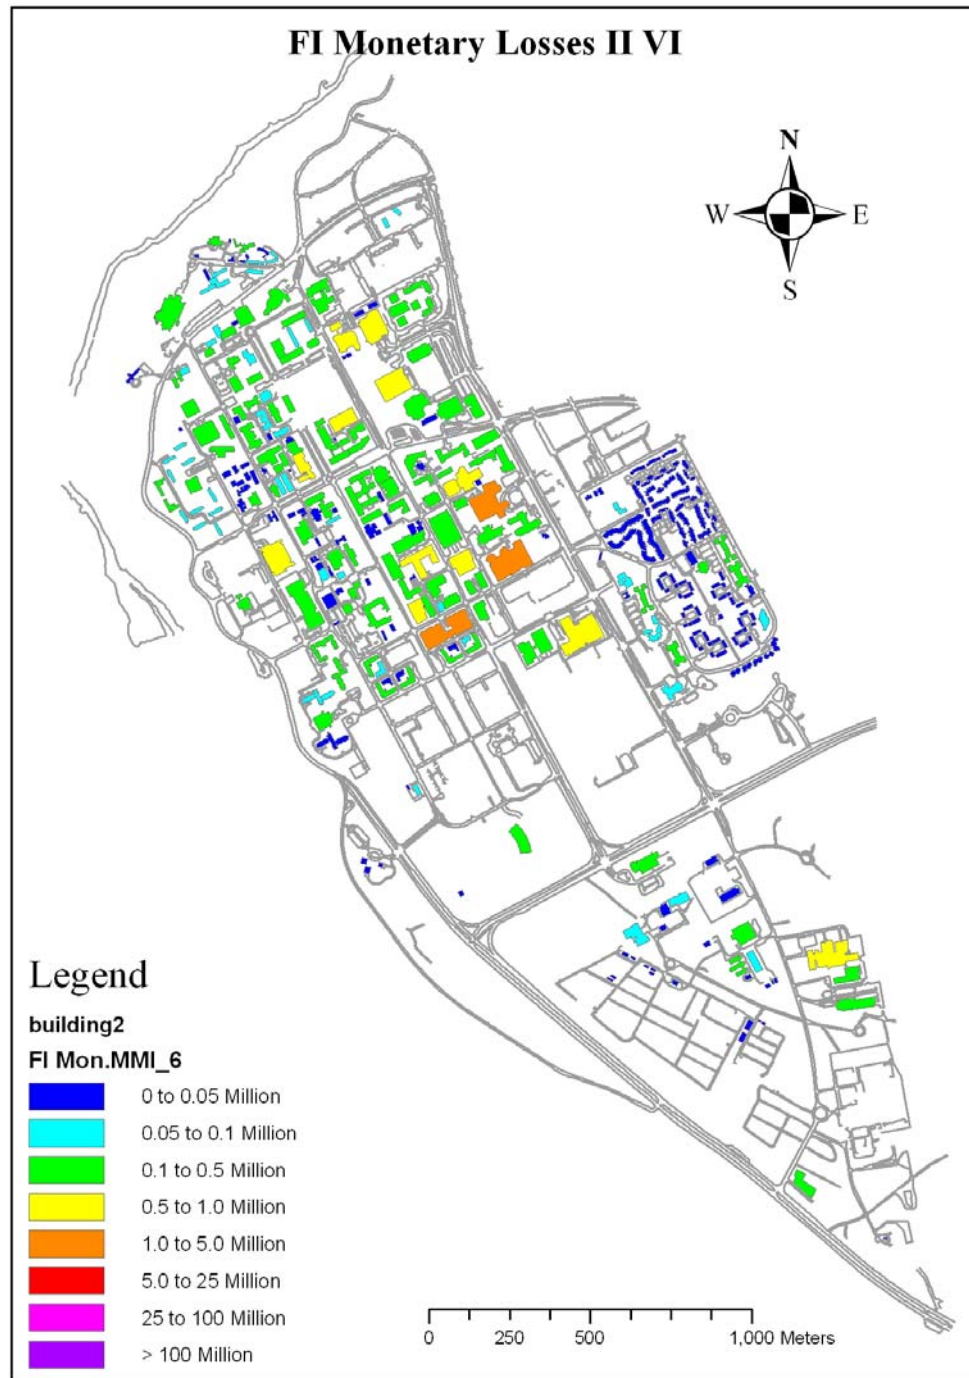 FI Monetary Losses II VI
N
W E
S
Legend
building2
FI Mon.MMI_6
0 to 0.05 Million
0.05 to 0.1 Million
0.1 to 0.5 Million
0.5 to 1.0 Million
1.0 to 5.0 Million
5.0 to 25 Million
25 to 100 Million
> 100 Million
0 250 500 1,000 Meters